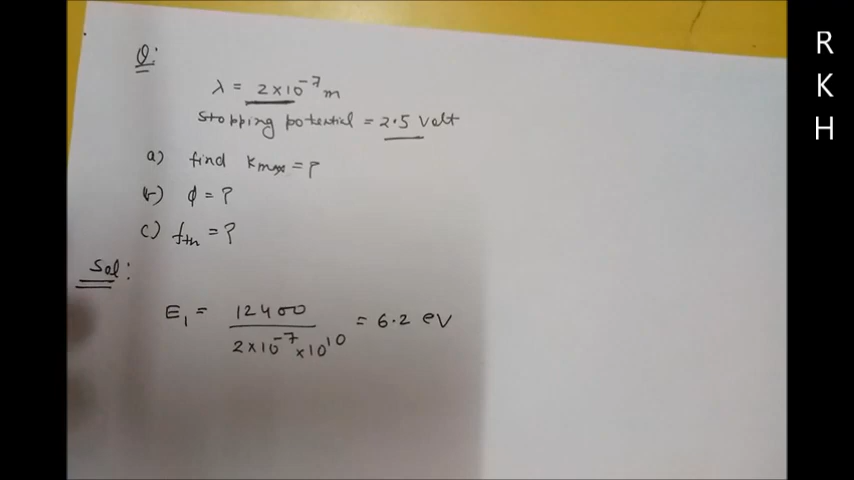 Q:
λ = 2×10⁻⁷ m
Stopping potential = 2.5 Volt
a) find Kmax = ?
b) ϕ = ?
c) fth = ?
Sol:
E₁ = 12400 / 2×10⁻⁷ ×10¹⁰ = 6.2 eV
R
K
H